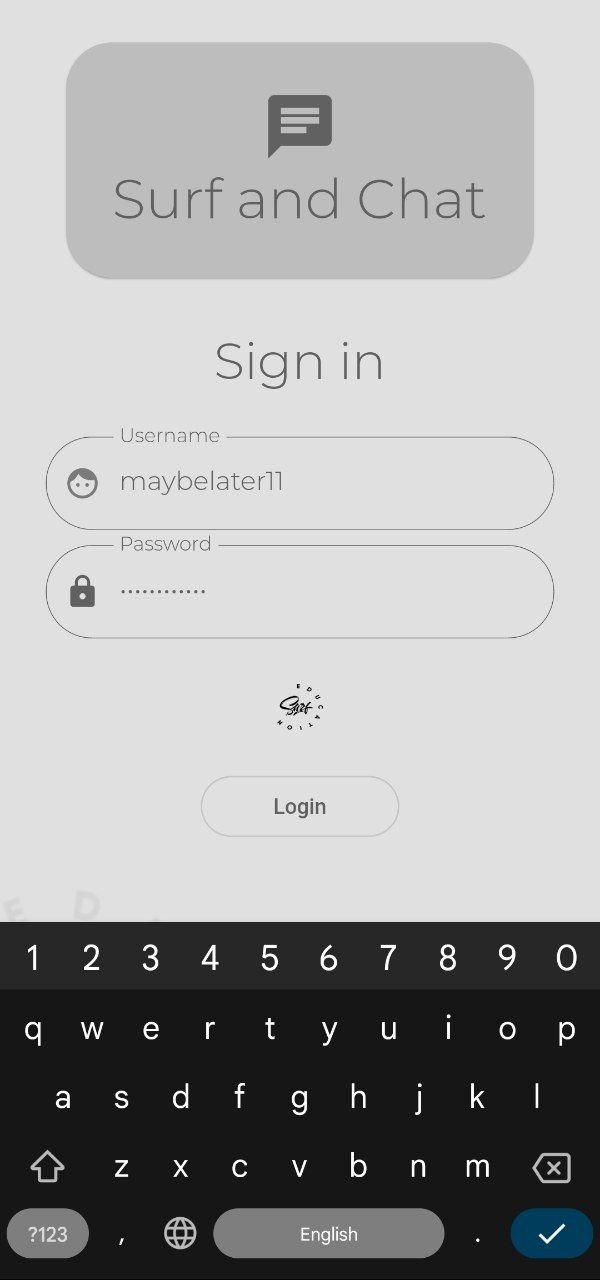 Surf and Chat
Sign in
Username
maybelater11
Password
............
EDUCATION
Surf
Login
E D
1 2 3 4 5 6 7 8 9 0
q w e r t y u i o p
a s d f g h j k l
z x c v b n m
?123 , English .